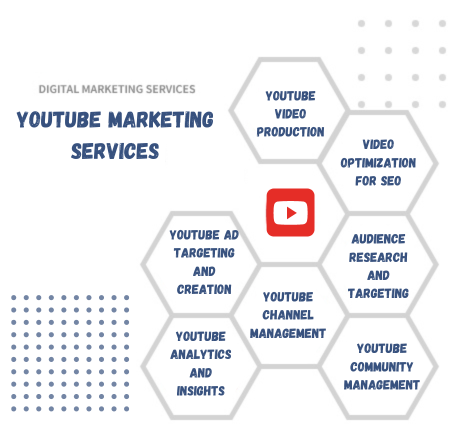 DIGITAL MARKETING SERVICES
YOUTUBE MARKETING
SERVICES
YOUTUBE
VIDEO
PRODUCTION
VIDEO
OPTIMIZATION
FOR SEO
YOUTUBE AD
TARGETING
AND
CREATION
AUDIENCE
RESEARCH
AND
TARGETING
YOUTUBE
CHANNEL
MANAGEMENT
YOUTUBE
ANALYTICS
AND
INSIGHTS
YOUTUBE
COMMUNITY
MANAGEMENT